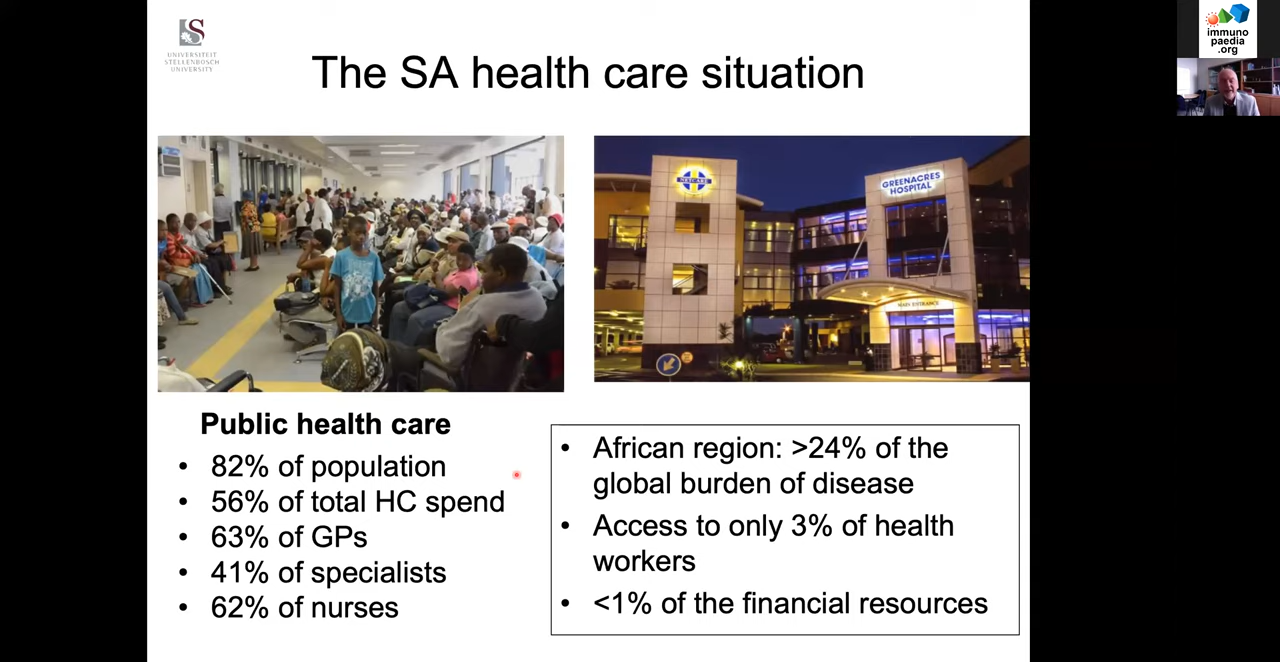 S
UNIVERSITEIT
STELLENBOSCH
UNIVERSITY
immuno
paedia
.org
The SA health care situation
NETCARE
GREENACRES
HOSPITAL
MAIN ENTRANCE
Public health care
• 82% of population
• 56% of total HC spend
• 63% of GPs
• 41% of specialists
• 62% of nurses
• African region: >24% of the
global burden of disease
• Access to only 3% of health
workers
• <1% of the financial resources